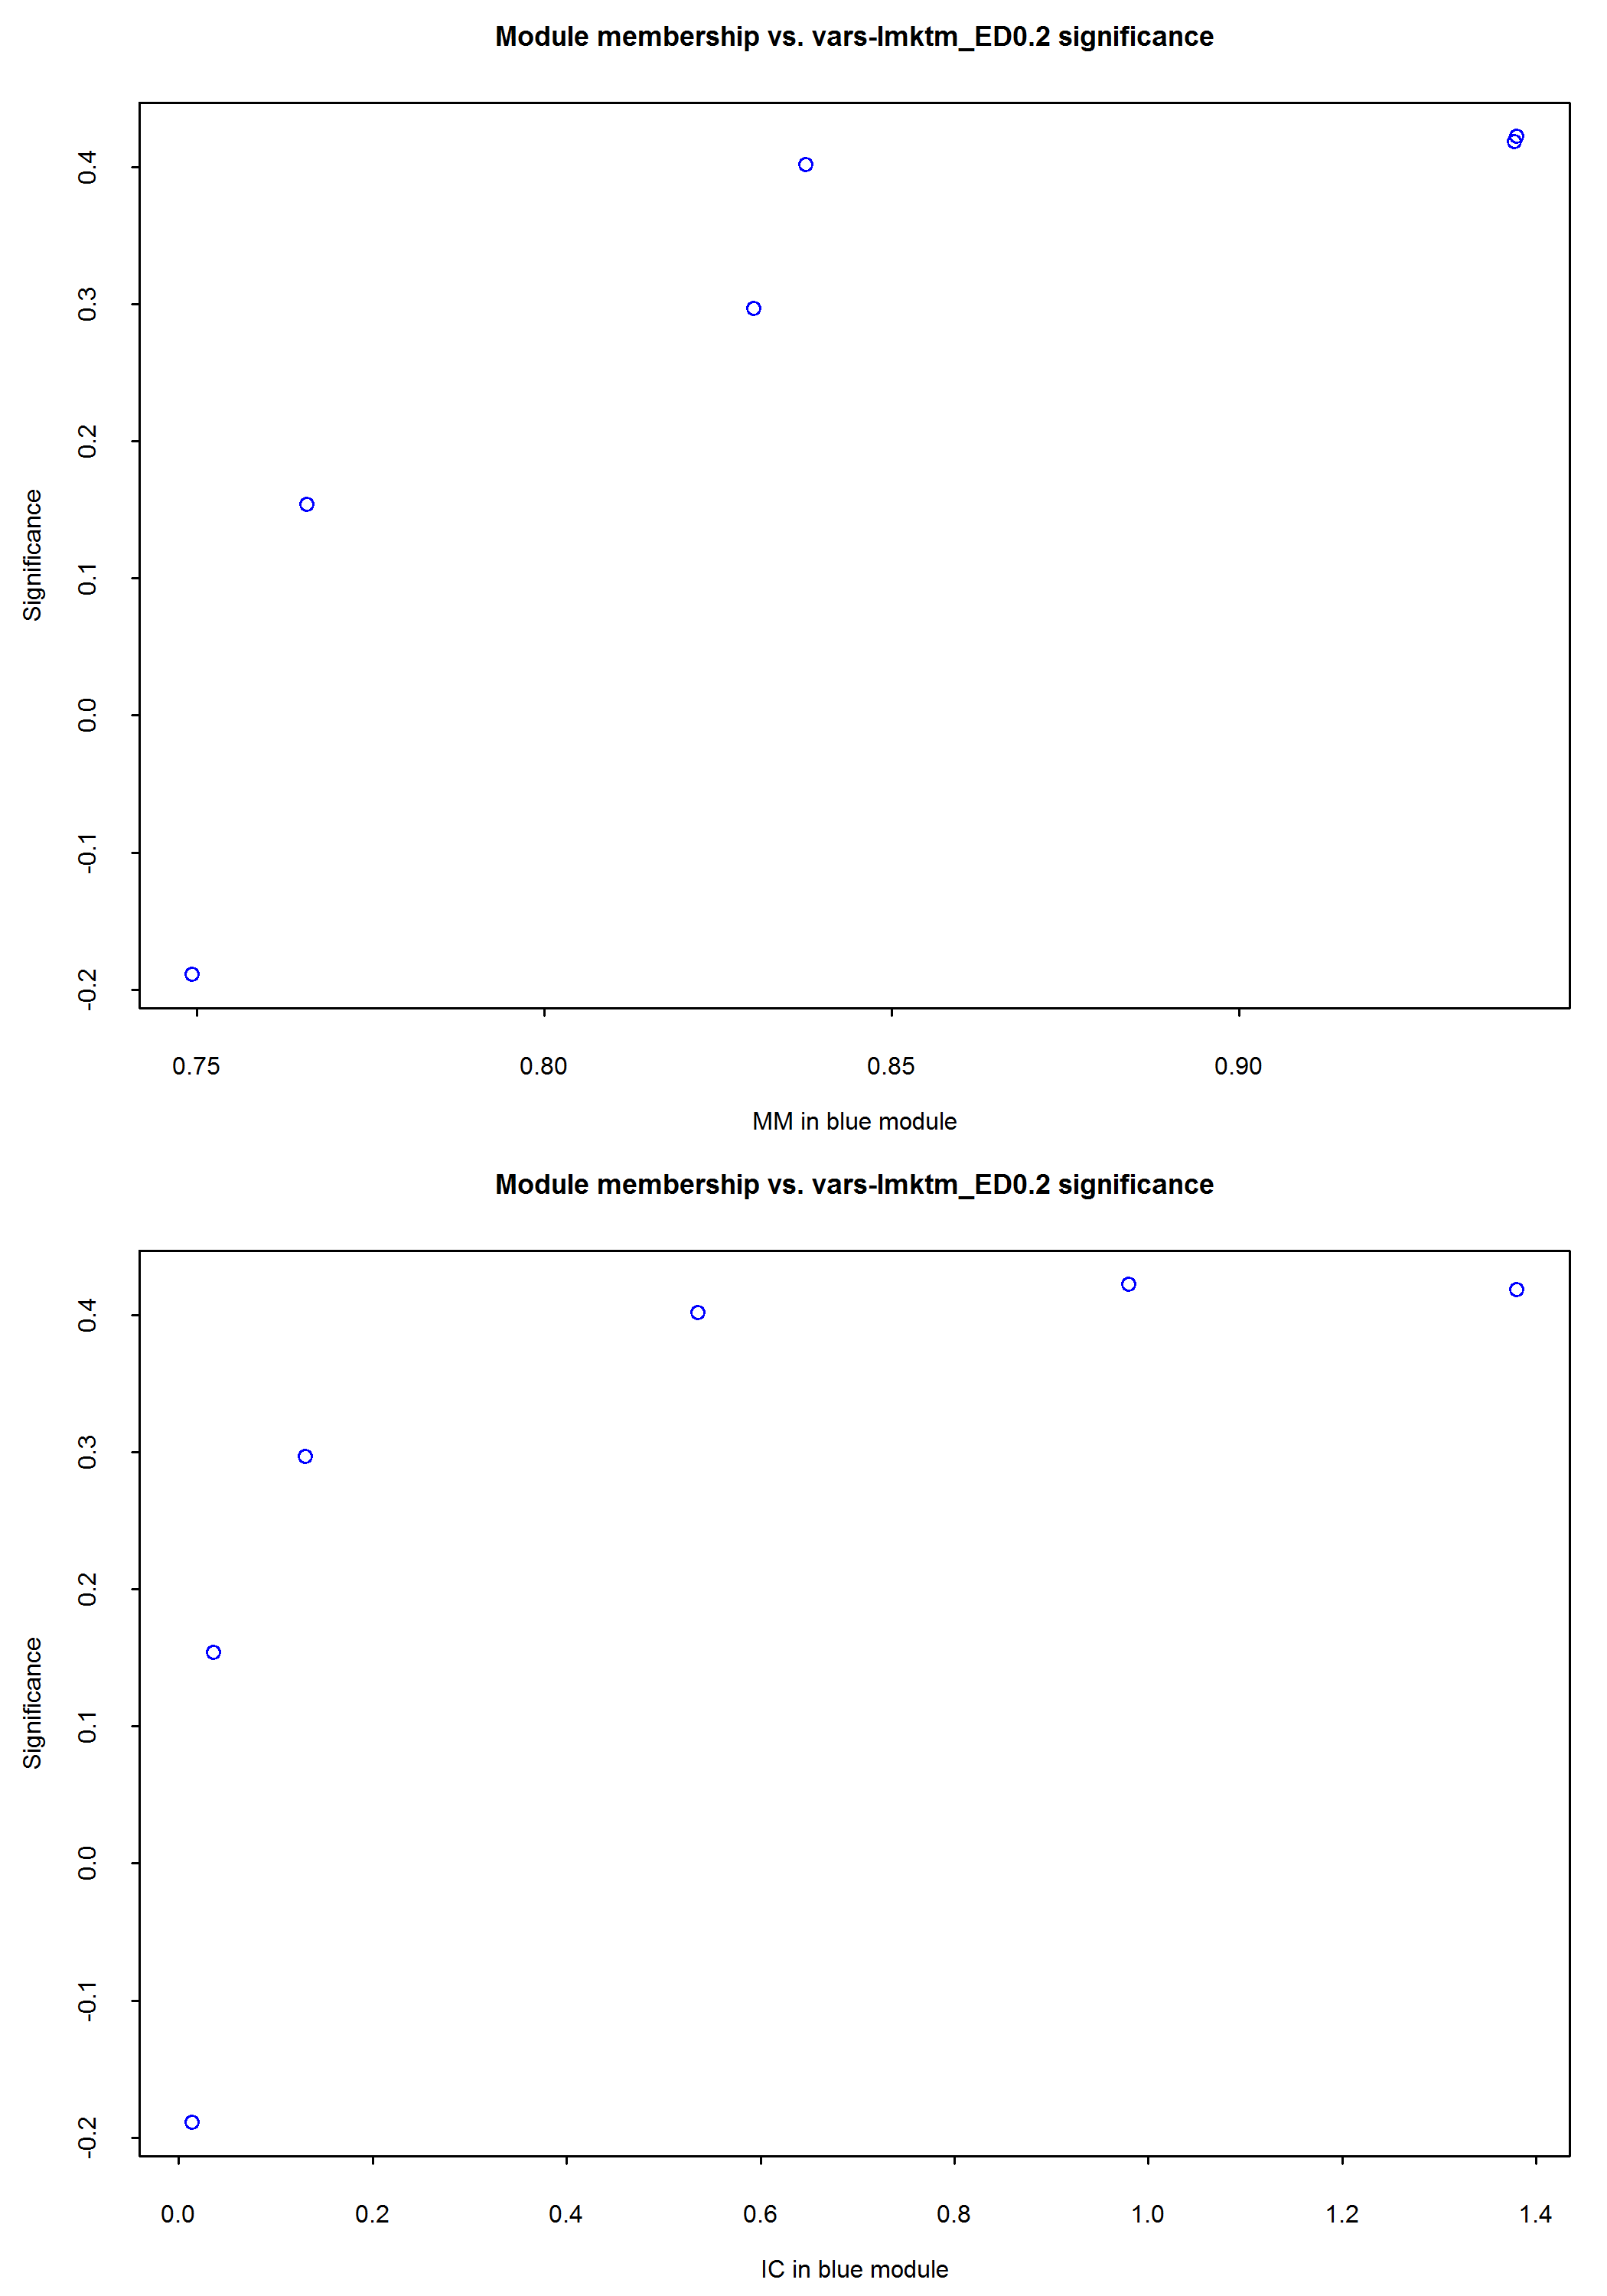 Module membership vs. vars-lmktm_ED0.2 significance
0.4
0.3
0.2
0.1
0.0
-0.1
-0.2
Significance
0.75 0.80 0.85 0.90
MM in blue module
Module membership vs. vars-lmktm_ED0.2 significance
0.4
0.3
0.2
0.1
0.0
-0.1
-0.2
Significance
0.0 0.2 0.4 0.6 0.8 1.0 1.2 1.4
IC in blue module